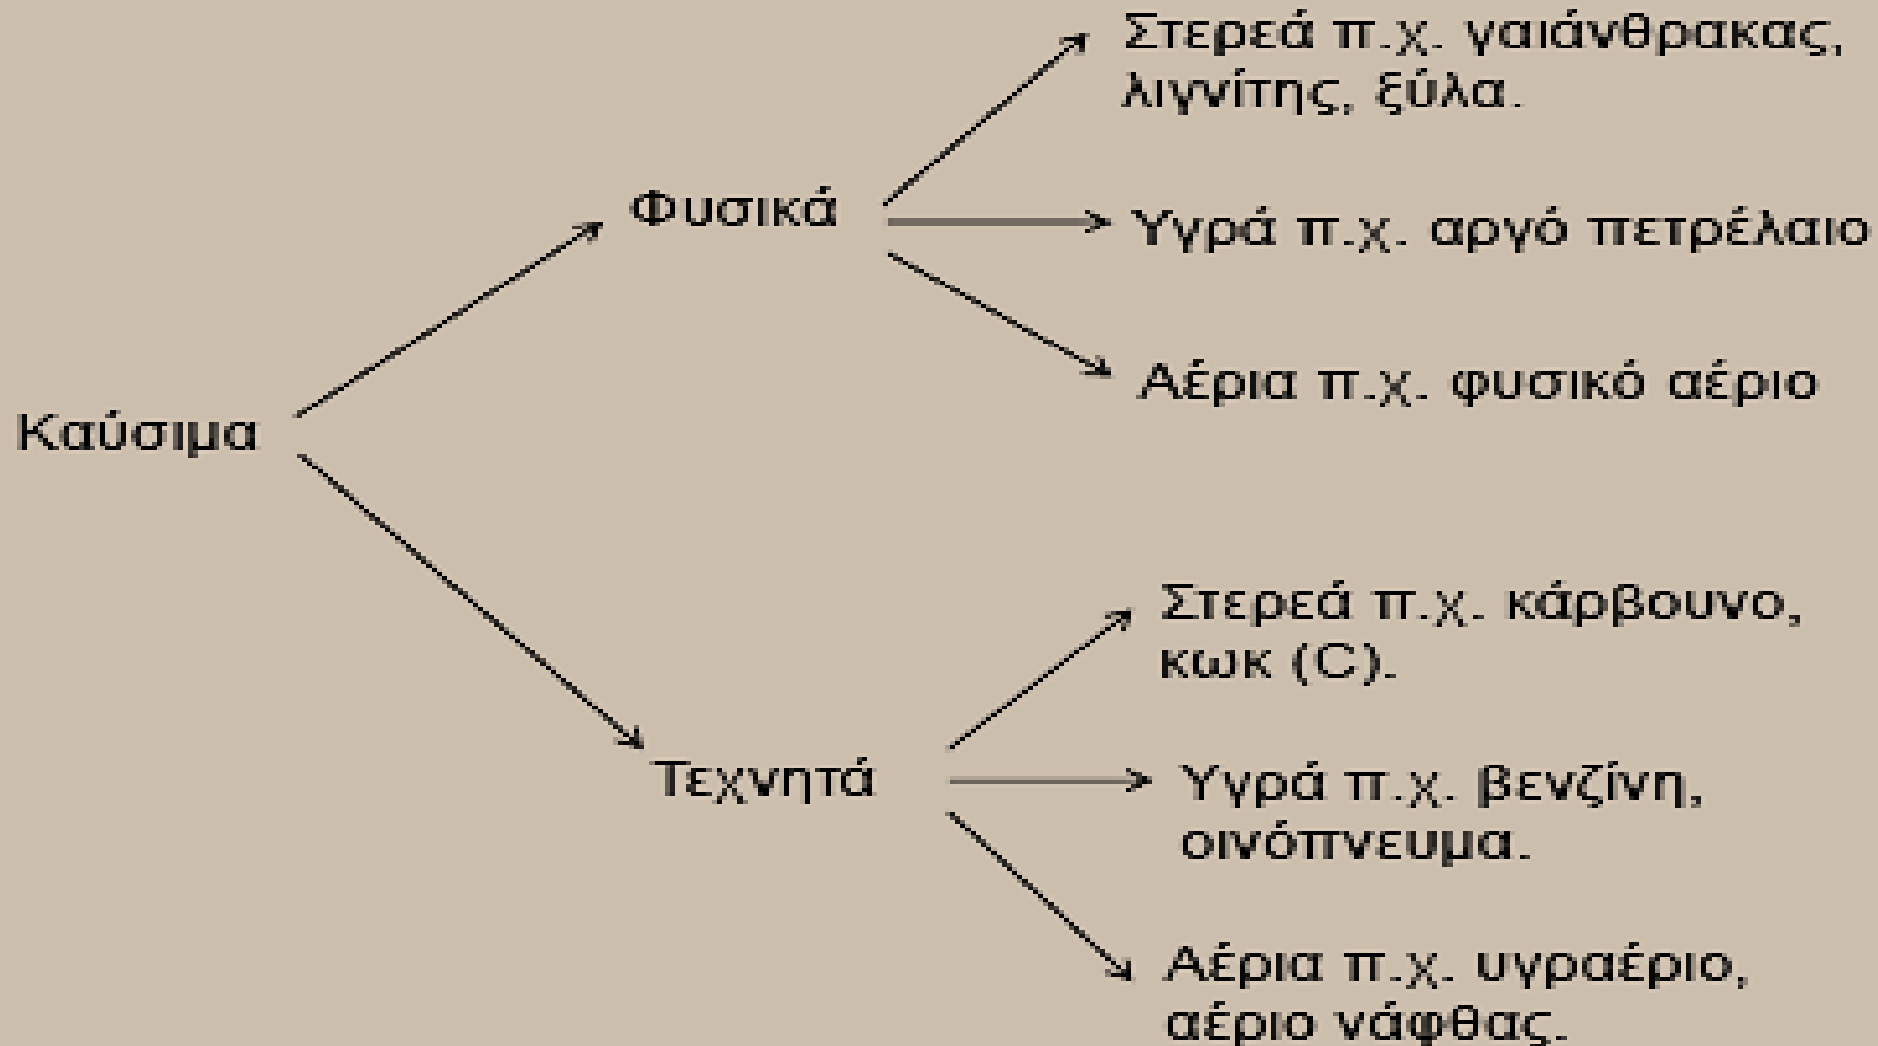 Στερεά π.χ. γαιάνθρακας,
λιγνίτης, ξύλα.
Φυσικά
Υγρά π.χ. αργό πετρέλαιο
Αέρια π.χ. φυσικό αέριο
Καύσιμα
Στερεά π.χ. κάρβουνο,
κωκ (C).
Τεχνητά
Υγρά π.χ. βενζίνη,
οινόπνευμα.
Αέρια π.χ. υγραέριο,
αέριο νάφθας.